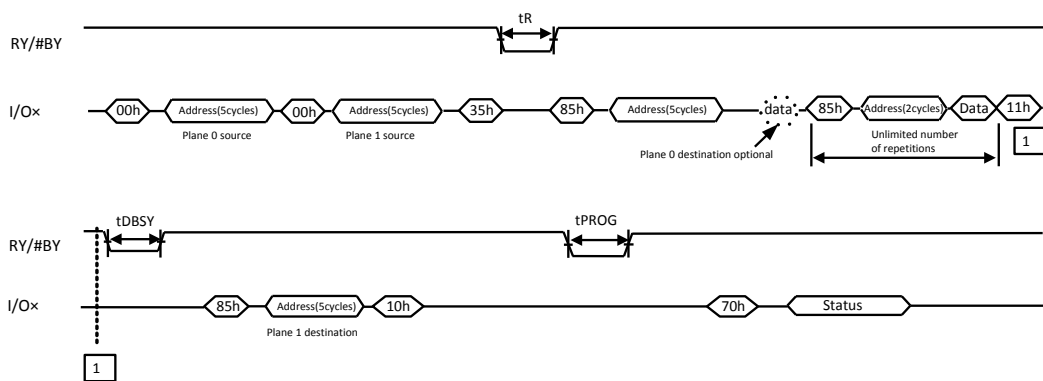 tR
RY/#BY
I/O×
00h
Address(5cycles)
00h
Address(5cycles)
35h
85h
Address(5cycles)
data
85h
Address(2cycles)
Data
11h
Plane 0 source
Plane 1 source
Plane 0 destination optional
Unlimited number
of repetitions
1
tDBSY
tPROG
RY/#BY
I/O×
85h
Address(5cycles)
10h
70h
Status
Plane 1 destination
1